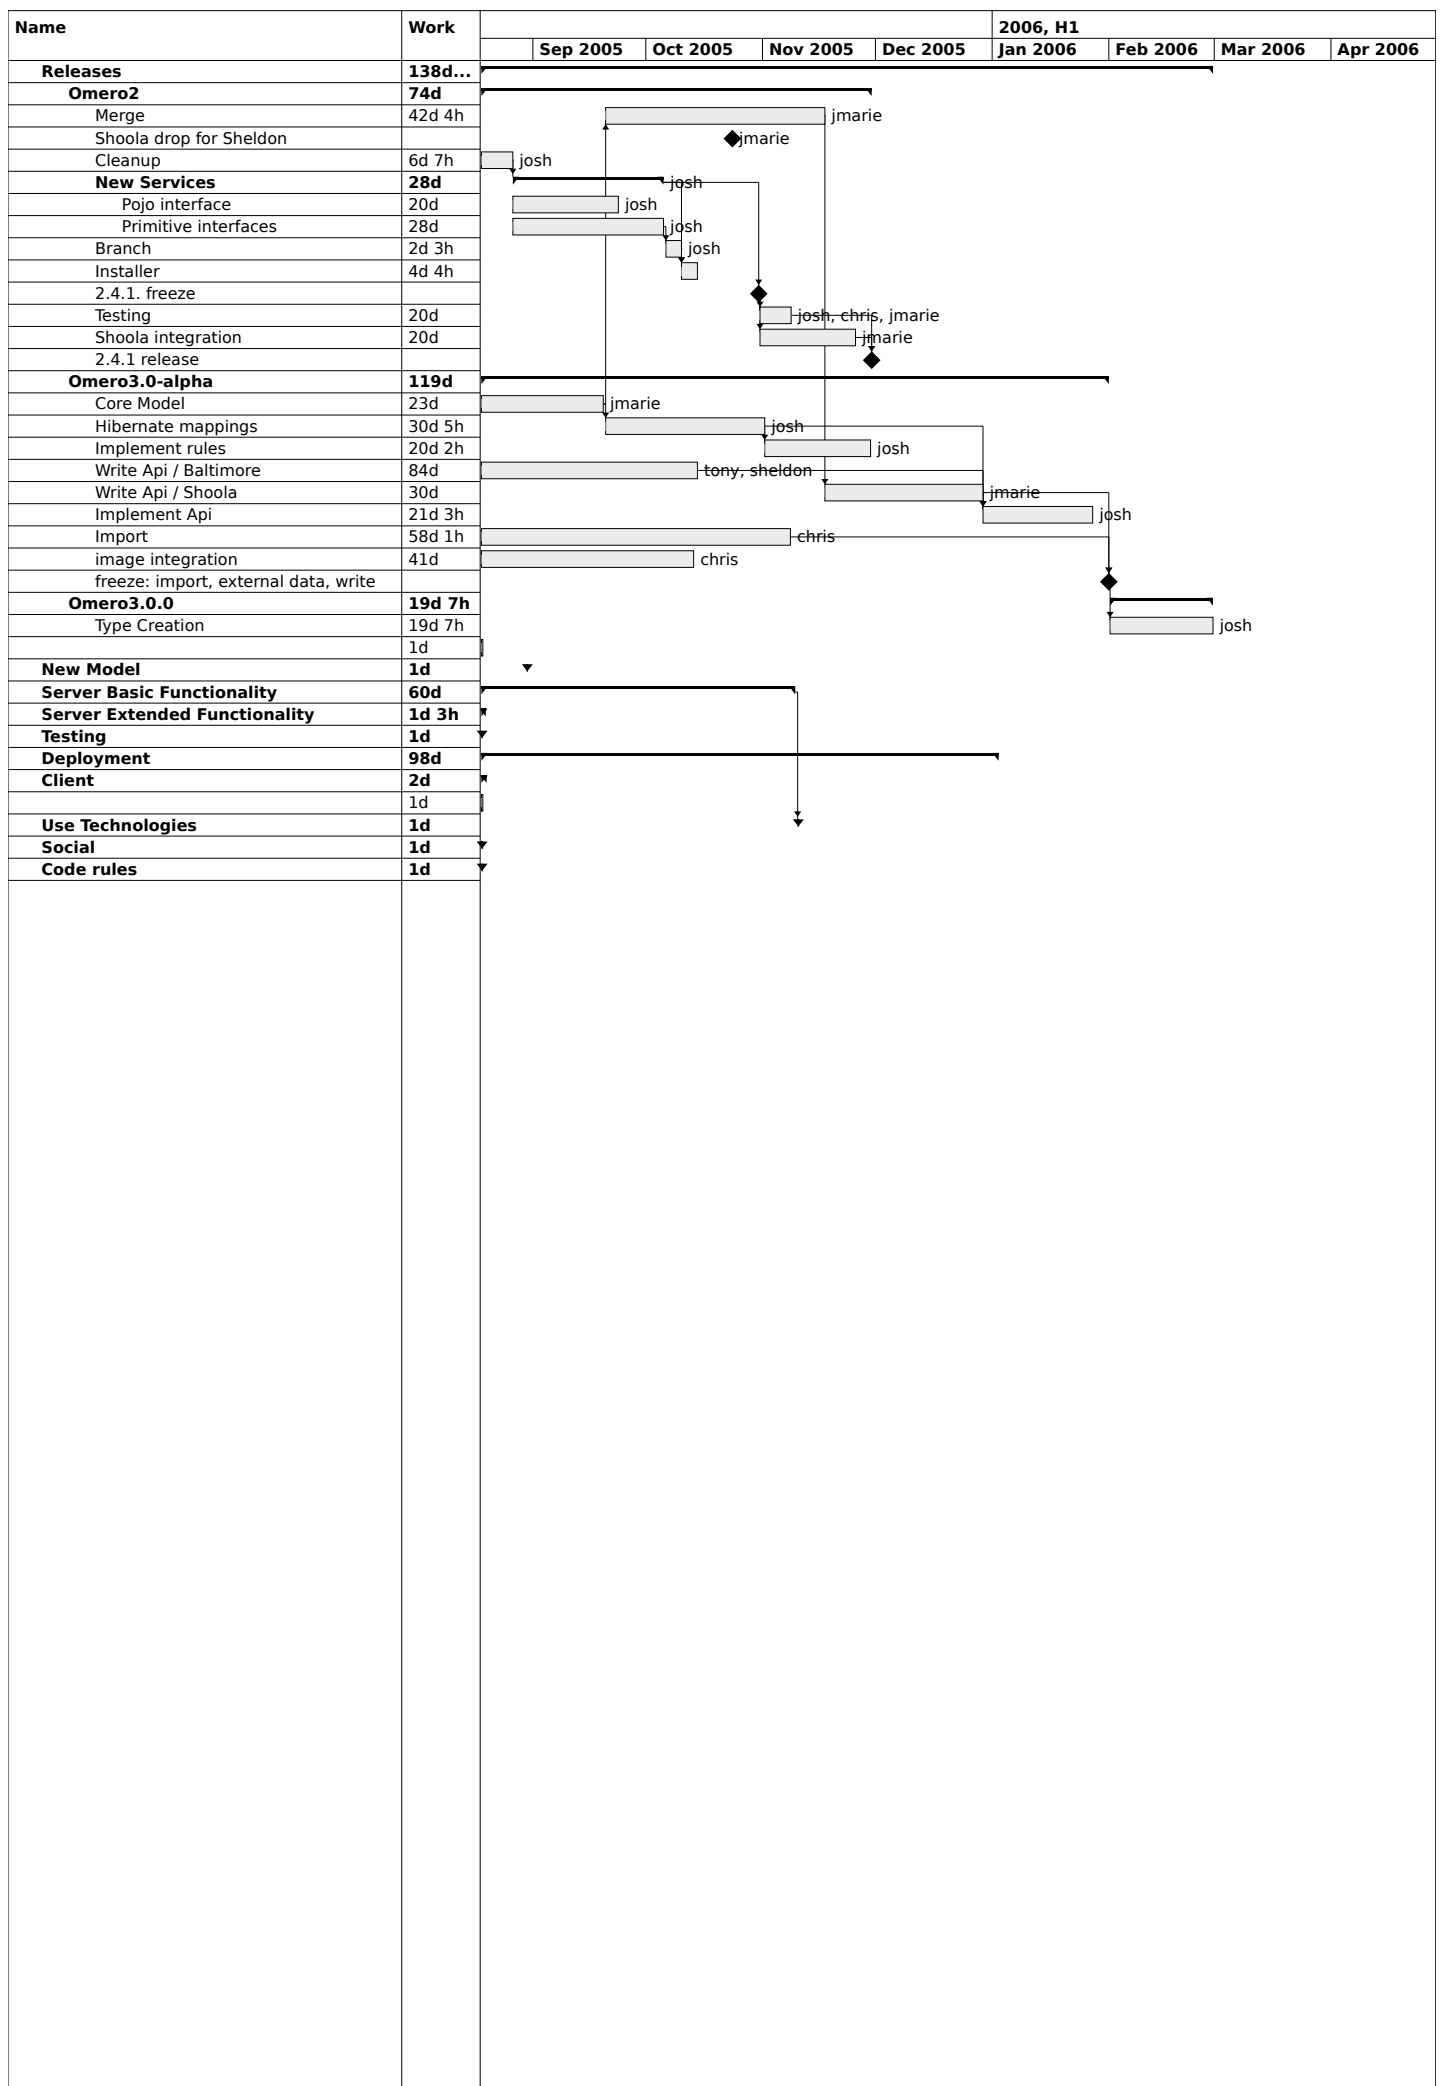 Name Work 2006, H1
Sep 2005 Oct 2005 Nov 2005 Dec 2005 Jan 2006 Feb 2006 Mar 2006 Apr 2006
Releases 138d...
Omero2 74d
Merge 42d 4h jmarie
Shoola drop for Sheldon jmarie
Cleanup 6d 7h josh
New Services 28d josh
Pojo interface 20d josh
Primitive interfaces 28d josh
Branch 2d 3h josh
Installer 4d 4h
2.4.1. freeze
Testing 20d josh, chris, jmarie
Shoola integration 20d jmarie
2.4.1 release
Omero3.0-alpha 119d
Core Model 23d jmarie
Hibernate mappings 30d 5h josh
Implement rules 20d 2h josh
Write Api / Baltimore 84d tony, sheldon
Write Api / Shoola 30d jmarie
Implement Api 21d 3h josh
Import 58d 1h chris
image integration 41d chris
freeze: import, external data, write
Omero3.0.0 19d 7h
Type Creation 19d 7h josh
1d
New Model 1d
Server Basic Functionality 60d
Server Extended Functionality 1d 3h
Testing 1d
Deployment 98d
Client 2d
1d
Use Technologies 1d
Social 1d
Code rules 1d